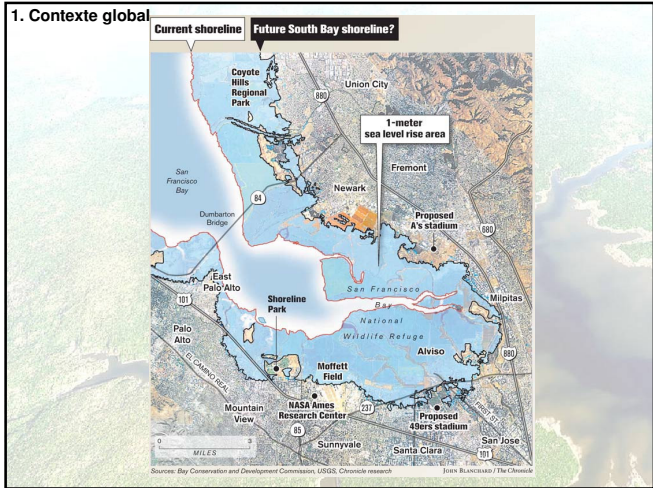 1. Contexte global
Current shoreline
Future South Bay shoreline?
Coyote
Hills
Regional
Park
880
Union City
1-meter
sea level rise area
San
Francisco
Bay
Fremont
84
Newark
Dumbarton
Bridge
Proposed
A's stadium
680
East
Palo Alto
101
Shoreline
Park
San Francisco
Bay
National
Wildlife Refuge
Milpitas
Palo
Alto
Alviso
880
EL CAMINO REAL
Moffett
Field
Mountain
View
NASA Ames
Research Center
237
85
Proposed
49ers stadium
FIRST ST.
San Jose
Sunnyvale
Santa Clara
101
0 3
MILES
Sources: Bay Conservation and Development Commission, USGS, Chronicle research
JOHN BLANCHARD / The Chronicle